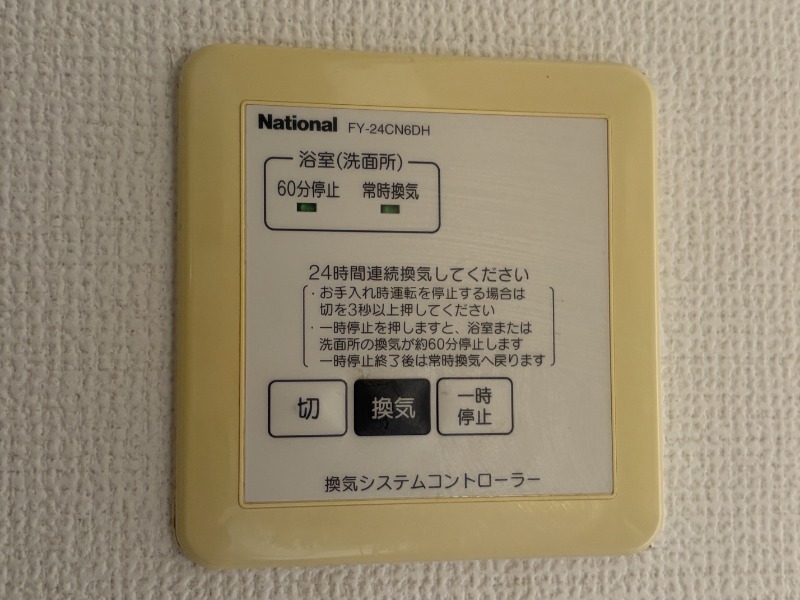 National FY-24CN6DH
浴室(洗面所)
60分停止 常時換気
24時間連続換気してください
・お手入れ時運転を停止する場合は
切を3秒以上押してください
・一時停止を押しますと、浴室または
洗面所の換気が約60分停止します
一時停止終了後は常時換気へ戻ります
切 換気 一時
停止
換気システムコントローラー